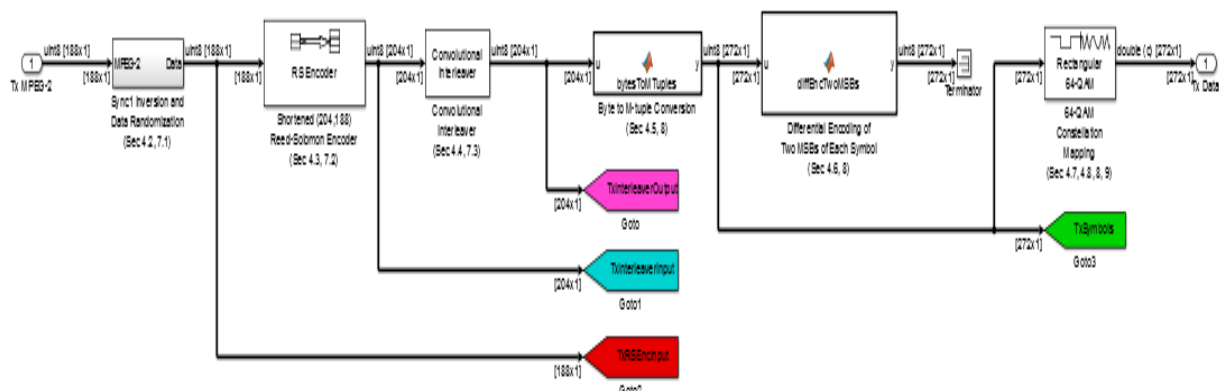 1
Tx MPEG-2
uint8 [188x1]
[188x1]
MPEG-2 Data
Sync1 Inversion and
Data Randomization
(Sec 4.2, 7.1)
uint8 [188x1]
[188x1]
RS Encoder
Shortened (204,188)
Reed-Solomon Encoder
(Sec 4.3, 7.2)
uint8 [204x1]
[204x1]
Convolutional
Interleaver
Convolutional
Interleaver
(Sec 4.4, 7.3)
uint8 [204x1]
[204x1]
u y
bytesToMTuples
Byte to M-tuple Conversion
(Sec 4.5, 8)
uint8 [272x1]
[272x1]
u y
diffEncTwoMSBs
Differential Encoding of
Two MSBs of Each Symbol
(Sec 4.6, 8)
uint8 [272x1]
[272x1]
Terminator
[272x1]
Rectangular
64-QAM
64-QAM
Constellation
Mapping
(Sec 4.7, 4.8, 8, 9)
double (c) [272x1]
[272x1]
1
Tx Data
TxInterleaverOutput
[204x1]
Goto
TxSymbols
[272x1]
Goto3
TxInterleaverInput
[204x1]
Goto1
TxRSEncInput
[188x1]
Goto2